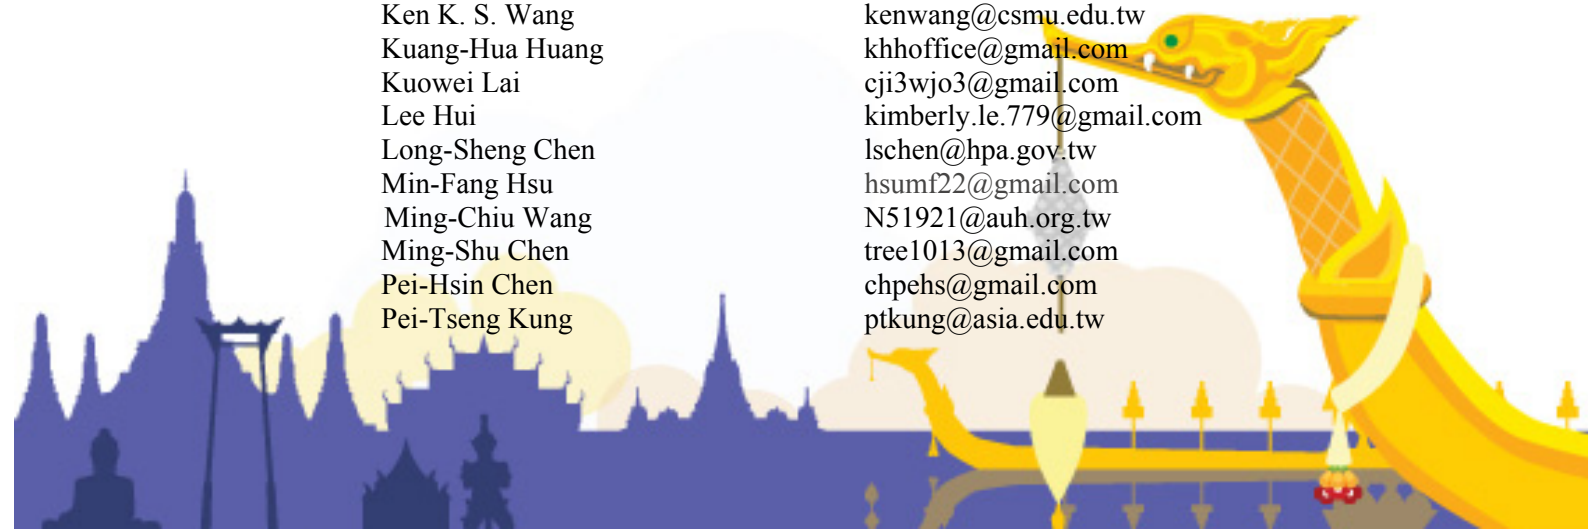 Ken K. S. Wang kenwang@csmu.edu.tw
Kuang-Hua Huang khhoffice@gmail.com
Kuowei Lai cji3wjo3@gmail.com
Lee Hui kimberly.le.779@gmail.com
Long-Sheng Chen lschen@hpa.gov.tw
Min-Fang Hsu hsumf22@gmail.com
Ming-Chiu Wang N51921@auh.org.tw
Ming-Shu Chen tree1013@gmail.com
Pei-Hsin Chen chpehs@gmail.com
Pei-Tseng Kung ptkung@asia.edu.tw